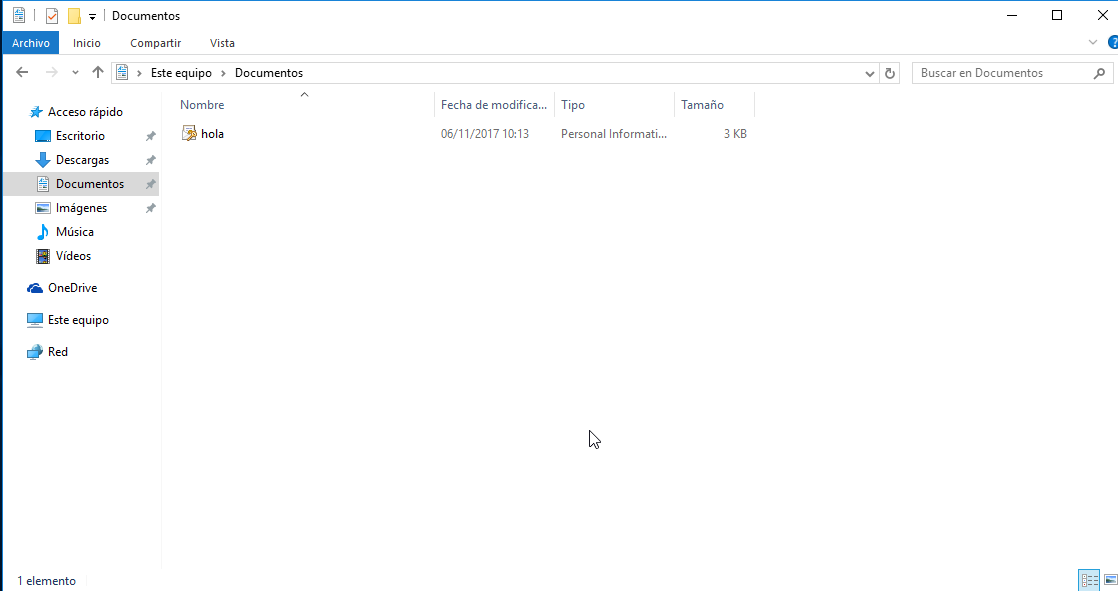 Documentos
Archivo Inicio Compartir Vista
Este equipo Documentos Buscar en Documentos
Nombre Fecha de modifica... Tipo Tamaño
hola 06/11/2017 10:13 Personal Informati... 3 KB
Acceso rápido
Escritorio
Descargas
Documentos
Imágenes
Música
Vídeos
OneDrive
Este equipo
Red
1 elemento